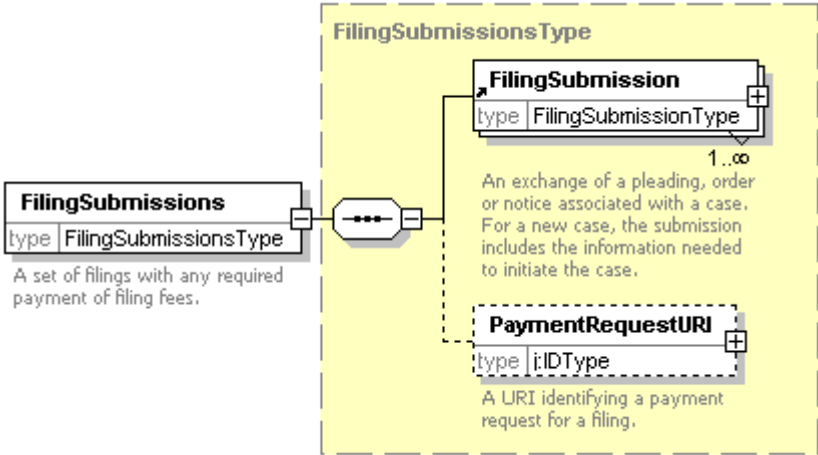 FilingSubmissionsType
FilingSubmission
type FilingSubmissionType
1..∞
An exchange of a pleading, order
or notice associated with a case.
For a new case, the submission
includes the information needed
to initiate the case.
FilingSubmissions
type FilingSubmissionsType
A set of filings with any required
payment of filing fees.
PaymentRequestURI
type j:IDType
A URI identifying a payment
request for a filing.